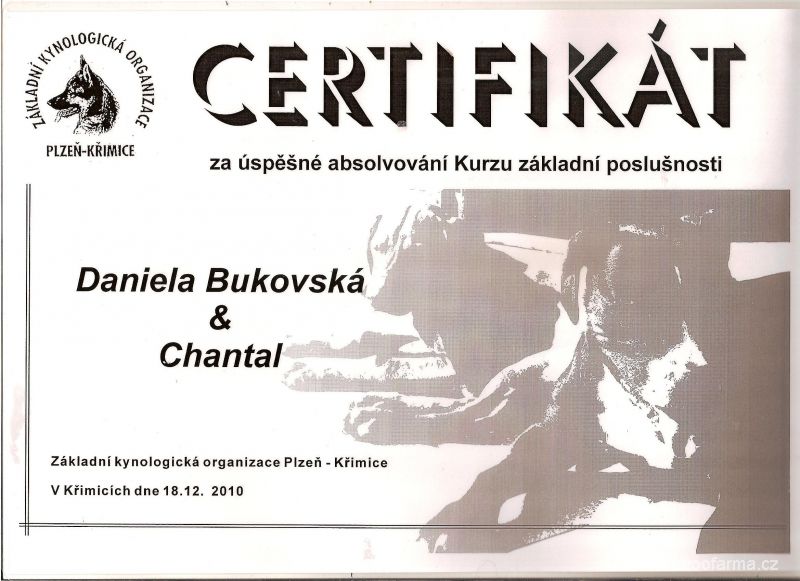 ZÁKLADNÍ KYNOLOGICKÁ ORGANIZACE
PLZEŇ-KŘIMICE
CERTIFIKÁT
za úspěšné absolvování Kurzu základní poslušnosti
Daniela Bukovská
&
Chantal
Základní kynologická organizace Plzeň - Křimice
V Křimicích dne 18.12. 2010